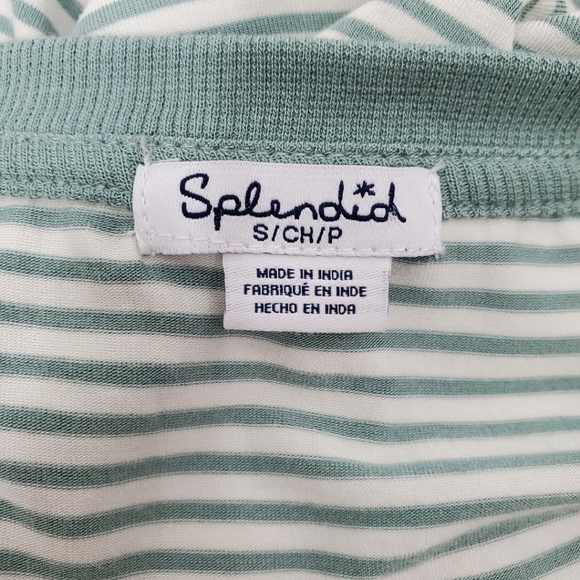 Splendid
S/CH/P
MADE IN INDIA
FABRIQUÉ EN INDE
HECHO EN INDA